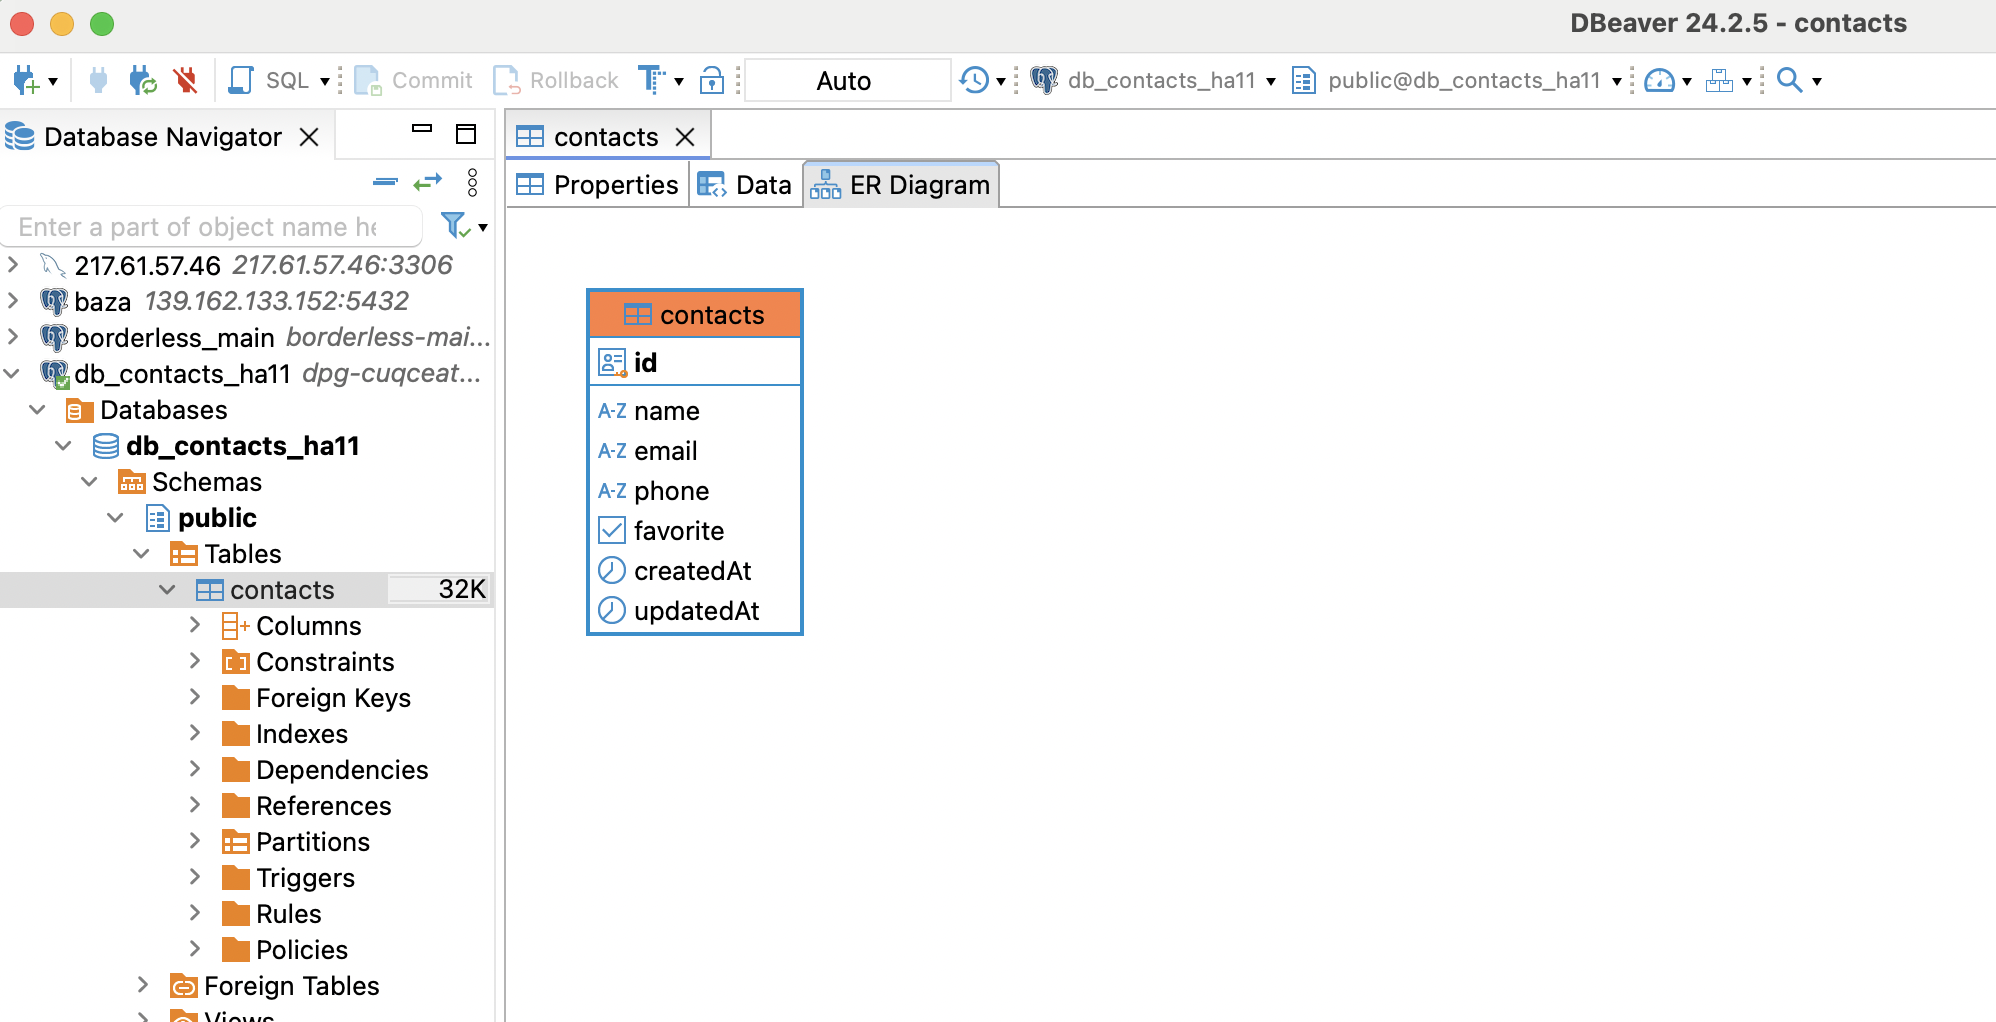 DBeaver 24.2.5 - contacts
SQL Commit Rollback Auto db_contacts_ha11 public@db_contacts_ha11
Database Navigator
contacts
Properties Data ER Diagram
Enter a part of object name he
217.61.57.46 217.61.57.46:3306
baza 139.162.133.152:5432
borderless_main borderless-mai...
db_contacts_ha11 dpg-cuqceat...
Databases
db_contacts_ha11
Schemas
public
Tables
contacts 32K
Columns
Constraints
Foreign Keys
Indexes
Dependencies
References
Partitions
Triggers
Rules
Policies
Foreign Tables
Views
contacts
id
A-Z name
A-Z email
A-Z phone
favorite
createdAt
updatedAt